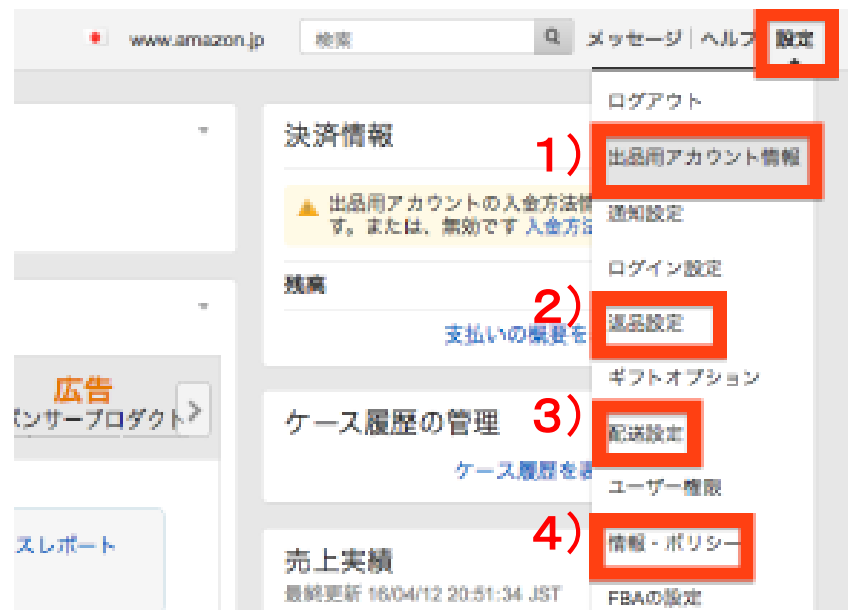 www.amazon.jp
検索
メッセージ | ヘルプ
設定
ログアウト
決済情報
1)
出品用アカウント情報
出品用アカウントの入金方法情
す。または、無効です 入金方法
通知設定
ログイン設定
残高
2)
返品設定
支払いの概要を
ギフトオプション
広告
ンサープロダクト
ケース履歴の管理
3)
配送設定
ケース履歴を表
ユーザー権限
スレポート
4)
情報・ポリシー
売上実績
最終更新 16/04/12 20:51:34 JST
FBAの設定